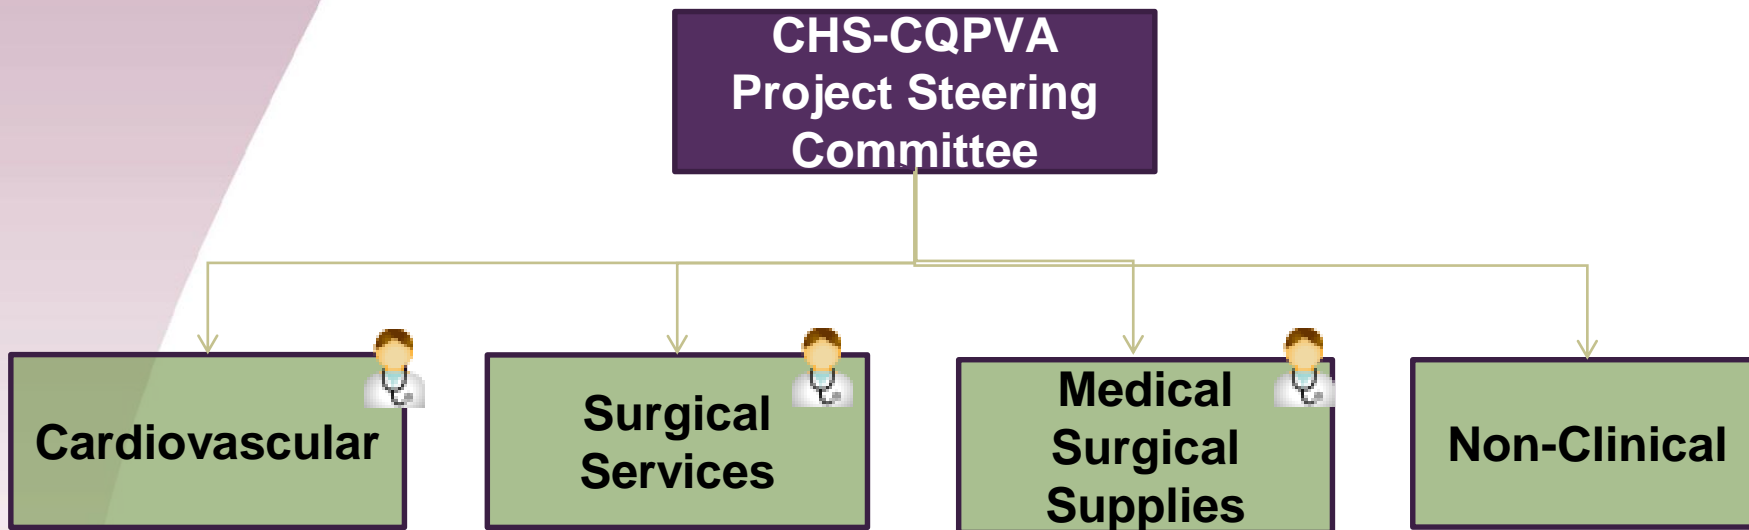 CHS-CQPVA
Project Steering
Committee
Cardiovascular
Surgical
Services
Medical
Surgical
Supplies
Non-Clinical